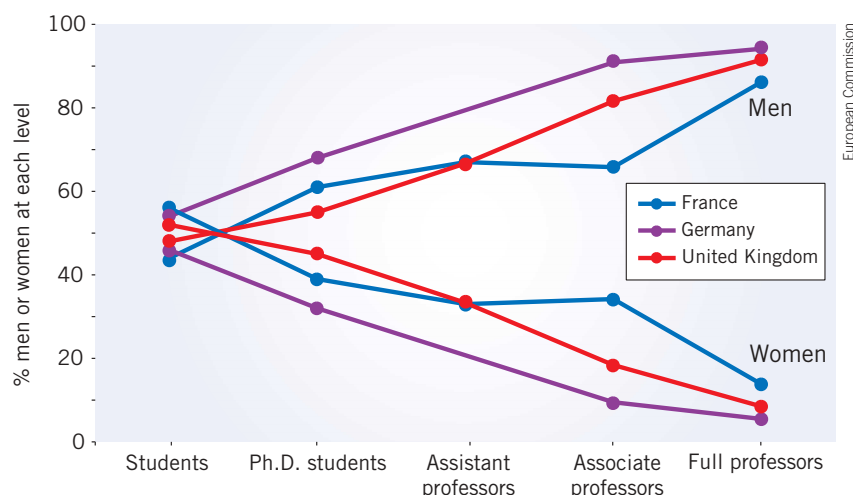 100
80
60
40
20
0
% men or women at each level
Men
Women
France
Germany
United Kingdom
Students
Ph.D. students
Assistant
professors
Associate
professors
Full professors
European Commission